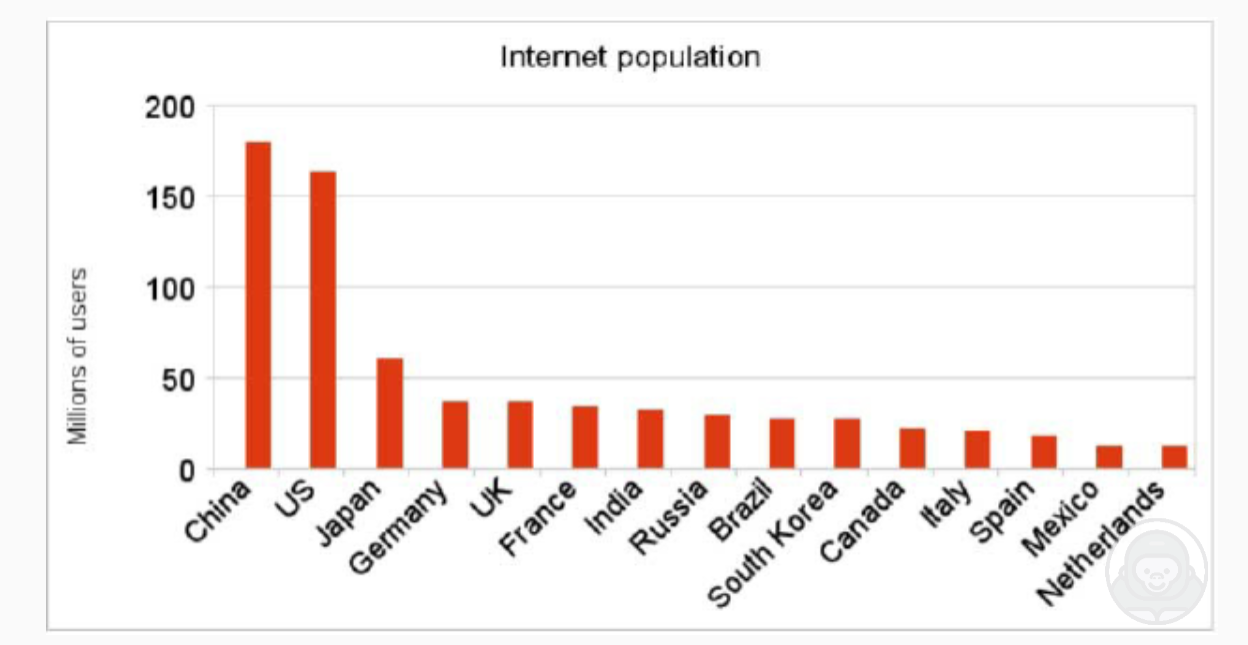 Internet population
200
150
100
50
0
Millions of users
China
US
Japan
Germany
UK
France
India
Russia
Brazil
South Korea
Canada
Italy
Spain
Mexico
Netherlands